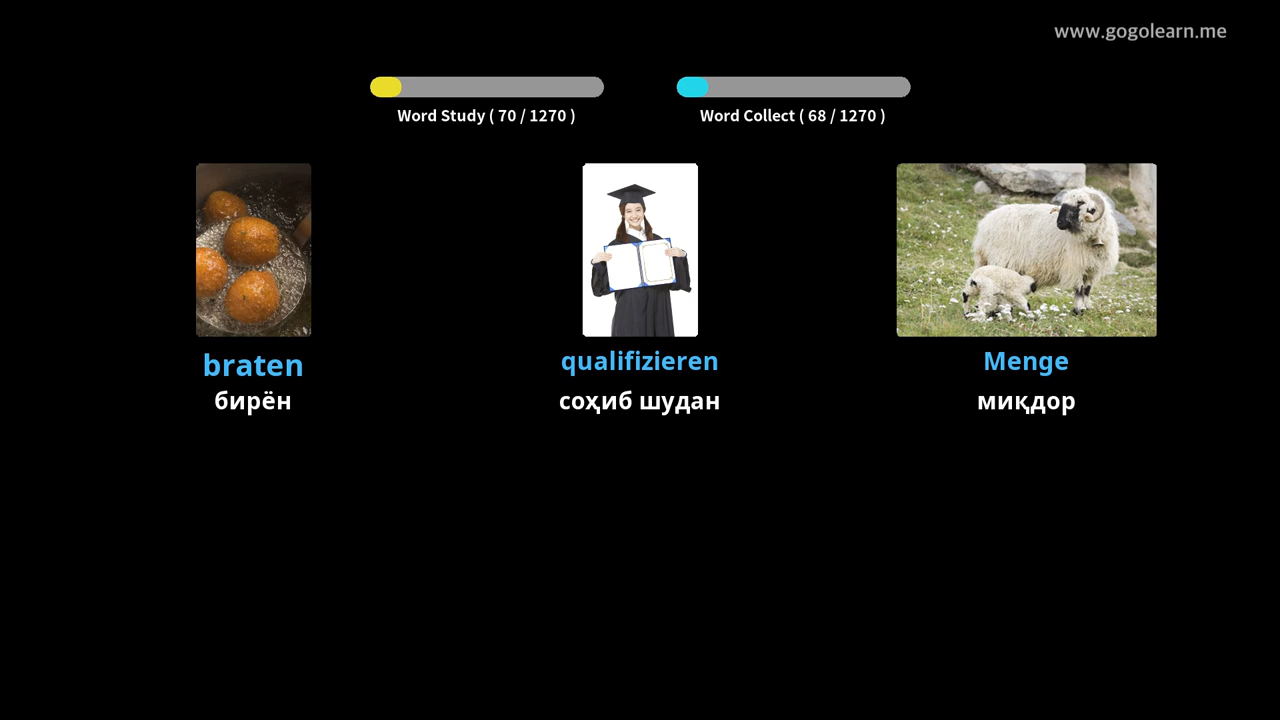 www.gogolearn.me
Word Study ( 70 / 1270 )
Word Collect ( 68 / 1270 )
braten
qualifizieren
Menge
бирён
соҳиб шудан
миқдор